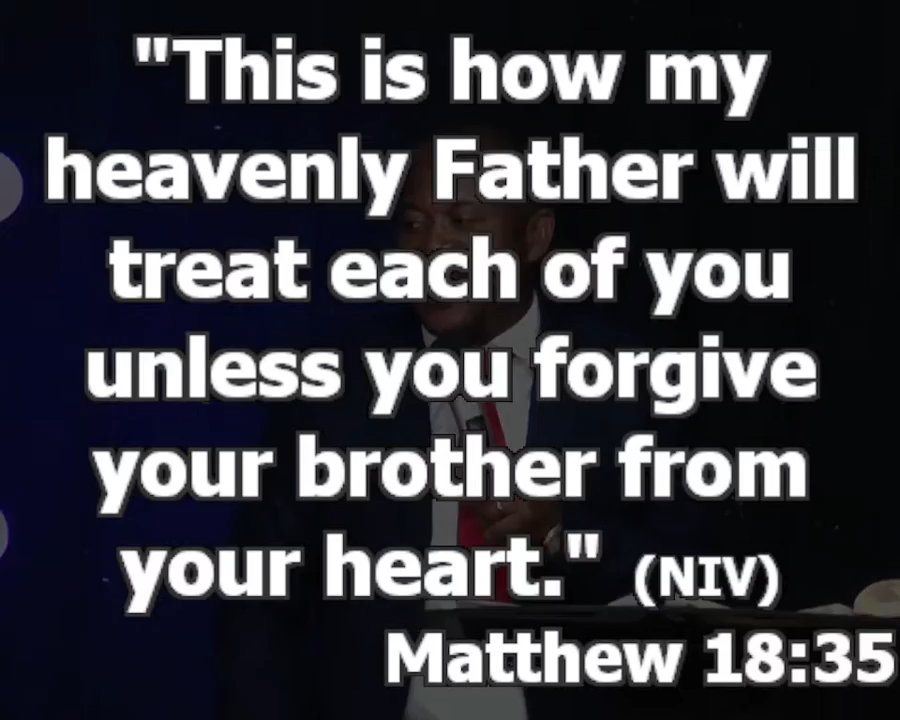 "This is how my
heavenly Father will
treat each of you
unless you forgive
your brother from
your heart." (NIV)
Matthew 18:35